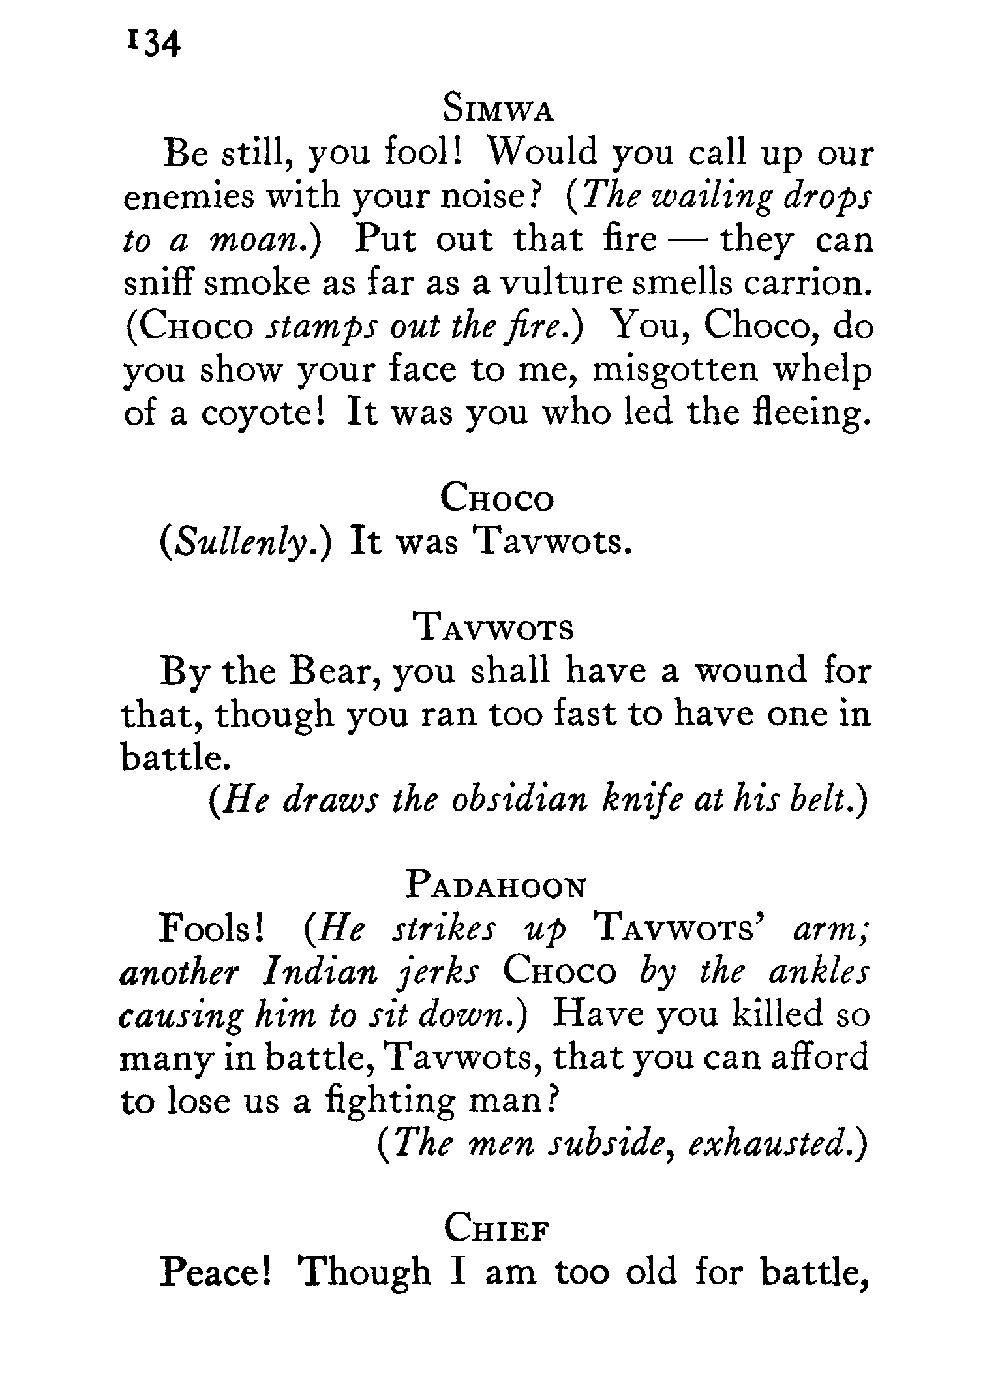 134
SIMWA
Be still, you fool! Would you call up our
enemies with your noise? (The wailing drops
to a moan.) Put out that fire — they can
sniff smoke as far as a vulture smells carrion.
(CHOCO stamps out the fire.) You, Choco, do
you show your face to me, misgotten whelp
of a coyote! It was you who led the fleeing.
CHOCO
(Sullenly.) It was Tavwots.
TAVWOTS
By the Bear, you shall have a wound for
that, though you ran too fast to have one in
battle.
(He draws the obsidian knife at his belt.)
PADAHOON
Fools! (He strikes up TAVWOTS’ arm;
another Indian jerks CHOCO by the ankles
causing him to sit down.) Have you killed so
many in battle, Tavwots, that you can afford
to lose us a fighting man?
(The men subside, exhausted.)
CHIEF
Peace! Though I am too old for battle,